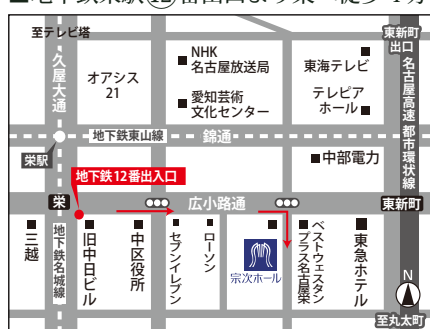 ■地下鉄栄駅⑫番出口より東へ徒歩4分
至テレビ塔
東新町
出口
久屋大通
オアシス
21
NHK
名古屋放送局
愛知芸術
文化センター
東海テレビ
テレピア
ホール
名古屋高速 都市環状線
地下鉄東山線
錦通
栄駅
中部電力
地下鉄12番出入口
栄
広小路通
東新町
三越
地下鉄名城線
旧中日ビル
中区役所
セブンイレブン
ローソン
宗次ホール
ベストウェスタン
プラス名古屋栄
東急ホテル
N
至丸太町